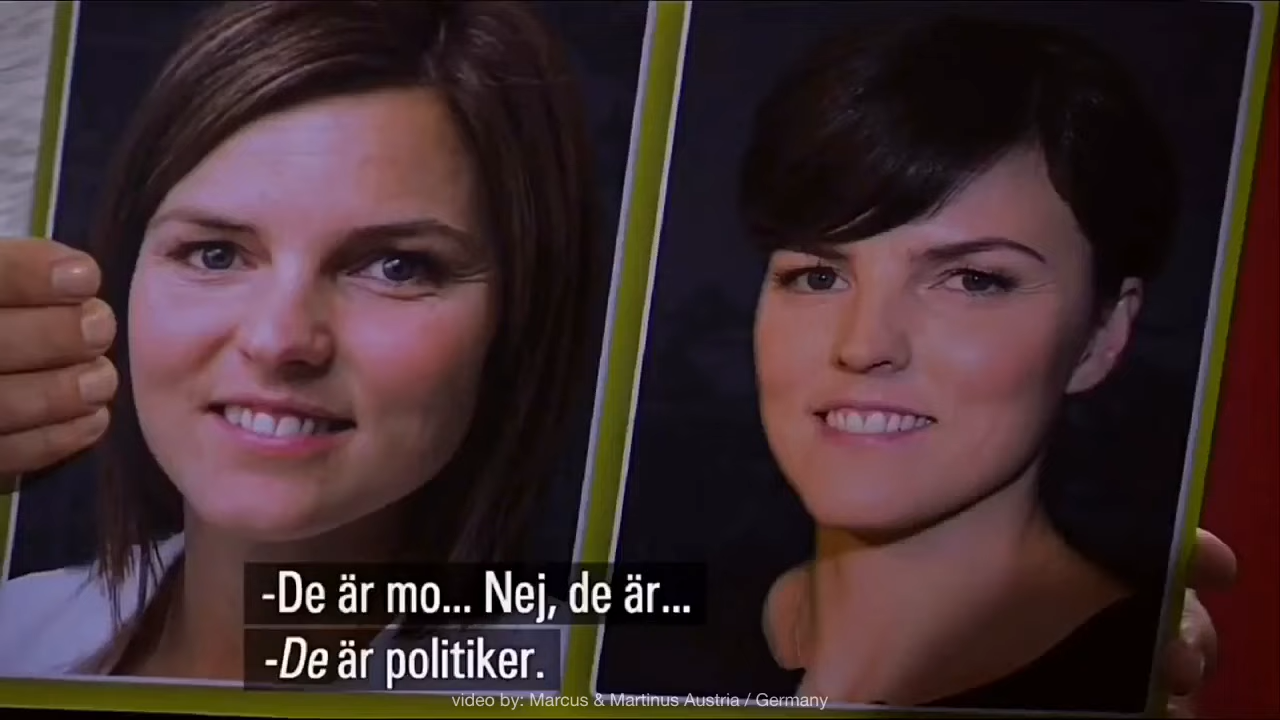 -De är mo... Nej, de är...
-De är politiker.
video by: Marcus & Martinus Austria / Germany